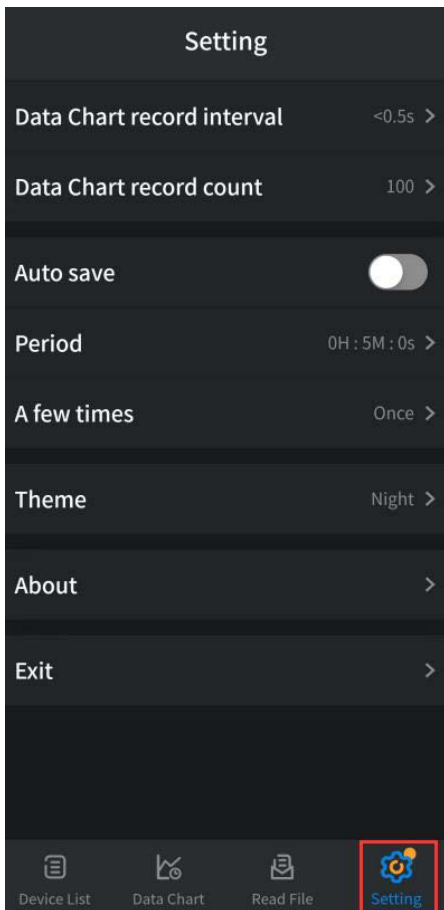 Setting
Data Chart record interval <0.5s >
Data Chart record count 100 >
Auto save
Period 0H : 5M : 0s >
A few times Once >
Theme Night >
About >
Exit >
Device List Data Chart Read File Setting